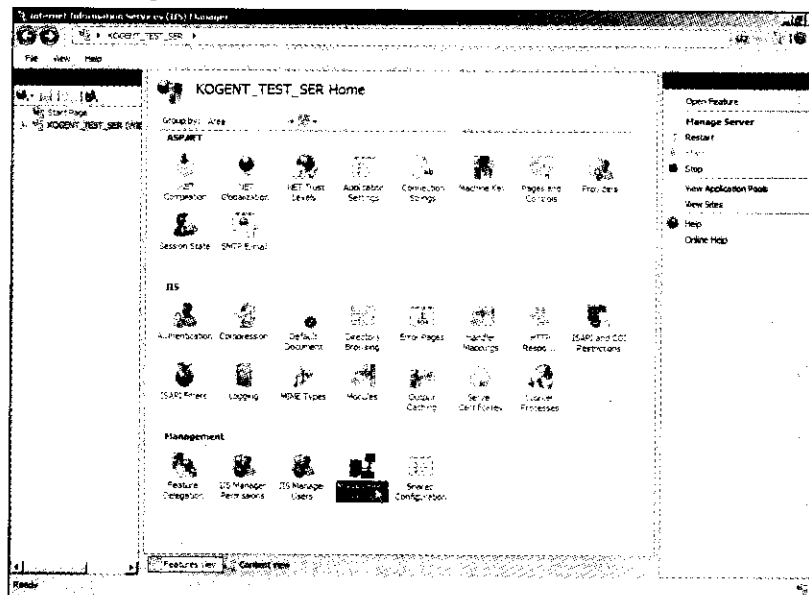 Internet Information Services (IIS) Manager
KOGENT_TEST_SER
File View Help
Start Page
KOGENT_TEST_SER
KOGENT_TEST_SER Home
Group by: Area
ASP.NET
.NET Compilation
.NET Globalization
.NET Trust Levels
Application Settings
Connection Strings
Machine Key
Pages and Controls
Providers
Session State
SMTP E-mail
IIS
Authentication
Compression
Default Document
Directory Browsing
Error Pages
Handler Mappings
HTTP Respo...
ISAPI and CGI Restrictions
ISAPI Filters
Logging
MIME Types
Modules
Output Caching
Server Certificates
Worker Processes
Management
Feature Delegation
IIS Manager Permissions
IIS Manager Users
Shared Configuration
Features View
Content View
Open Feature
Manage Server
Restart
Stop
View Application Pools
View Sites
Help
Online Help
Ready